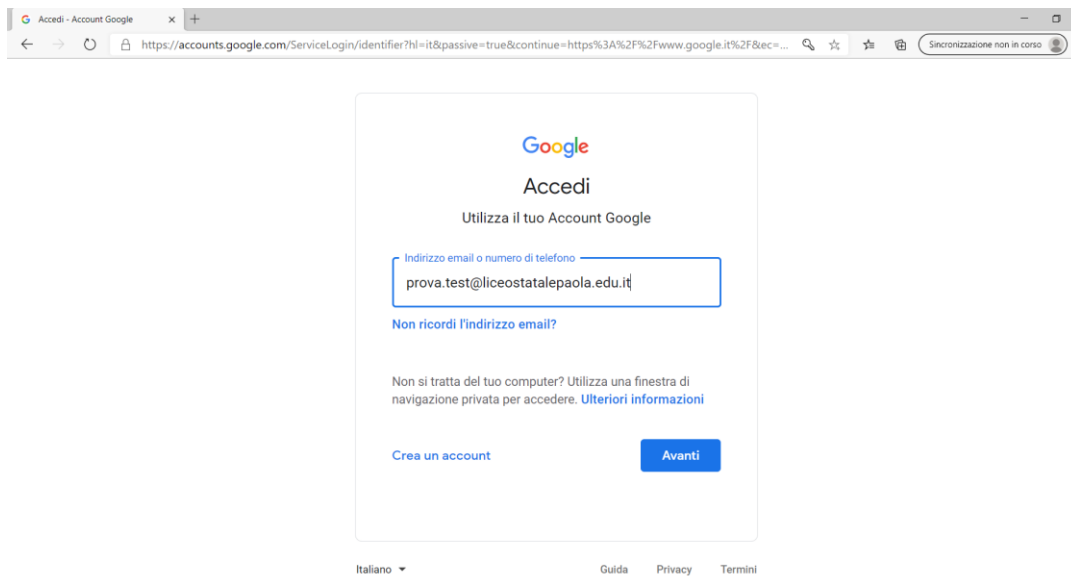 Accedi - Account Google
https://accounts.google.com/ServiceLogin/identifier?hl=it&passive=true&continue=https%3A%2F%2Fwww.google.it%2F&ec=...
Sincronizzazione non in corso
Google
Accedi
Utilizza il tuo Account Google
Indirizzo email o numero di telefono
prova.test@liceostatalepaola.edu.it
Non ricordi l'indirizzo email?
Non si tratta del tuo computer? Utilizza una finestra di
navigazione privata per accedere. Ulteriori informazioni
Crea un account
Avanti
Italiano
Guida
Privacy
Termini